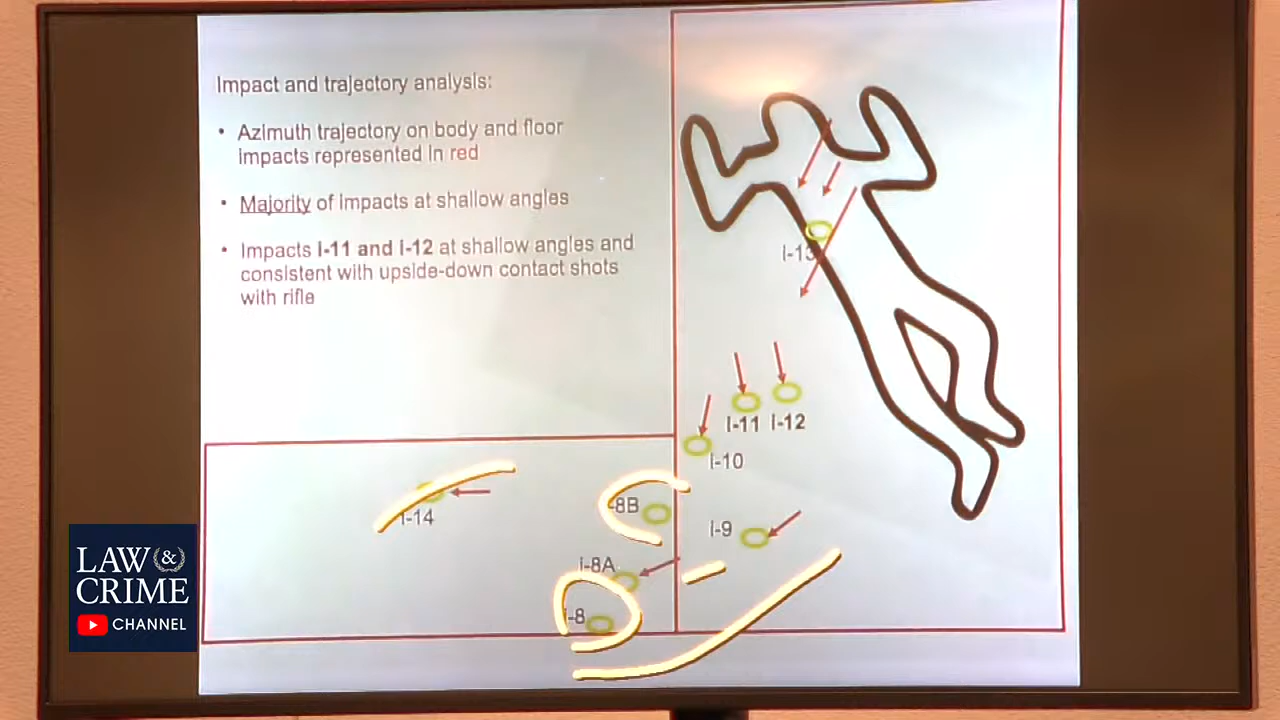 Impact and trajectory analysis:
• Azimuth trajectory on body and floor
impacts represented in red
• Majority of impacts at shallow angles
• Impacts i-11 and i-12 at shallow angles and
consistent with upside-down contact shots
with rifle
i-13
i-11 i-12
i-10
i-9
-8B
i-14
i-8A
i-8
LAW &
CRIME
CHANNEL